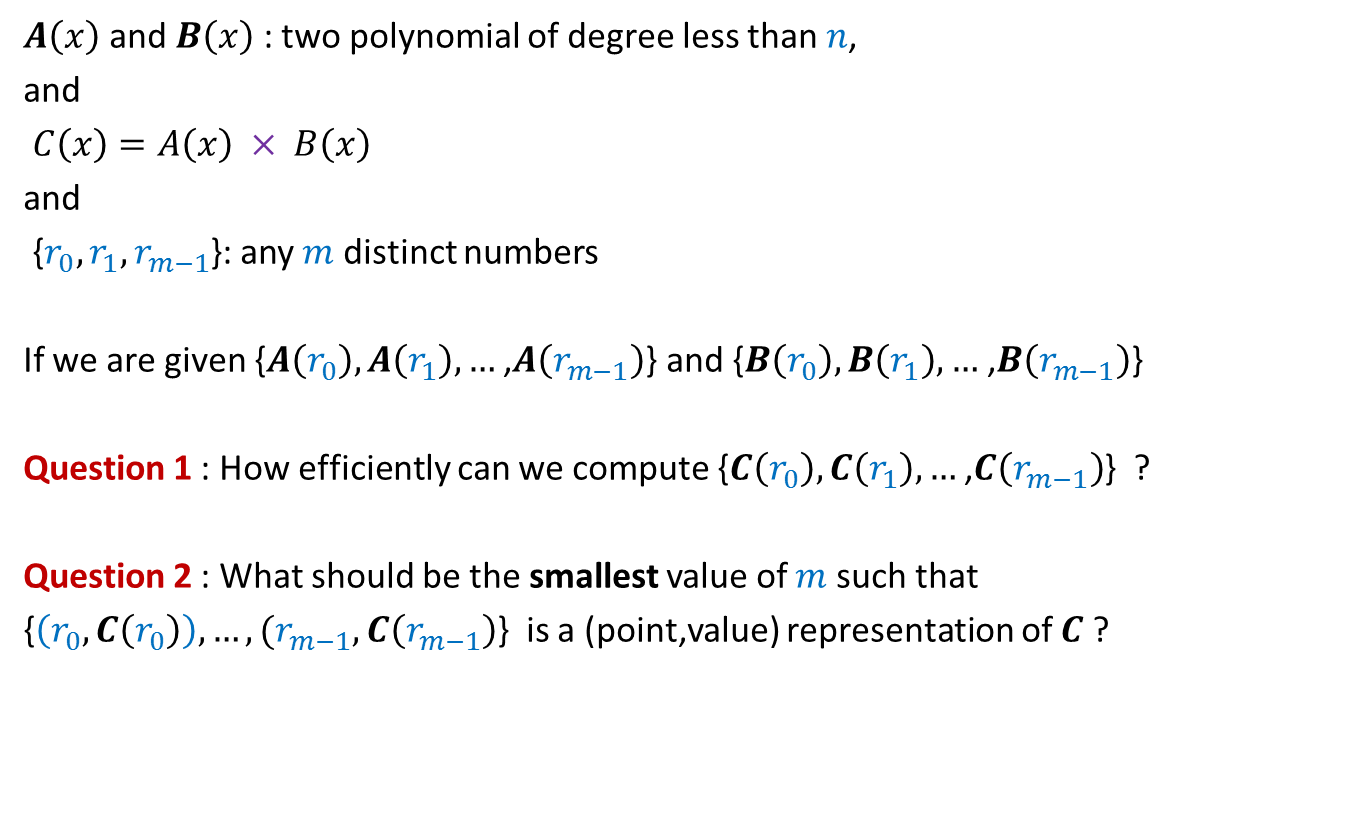 A(x) and B(x) : two polynomial of degree less than n,
and
C(x) = A(x) × B(x)
and
{r₀, r₁, rₘ₋₁}: any m distinct numbers
If we are given {A(r₀), A(r₁), … ,A(rₘ₋₁)} and {B(r₀), B(r₁), … ,B(rₘ₋₁)}
Question 1 : How efficiently can we compute {C(r₀), C(r₁), … ,C(rₘ₋₁)} ?
Question 2 : What should be the smallest value of m such that
{(r₀, C(r₀)), …, (rₘ₋₁, C(rₘ₋₁)} is a (point,value) representation of C ?